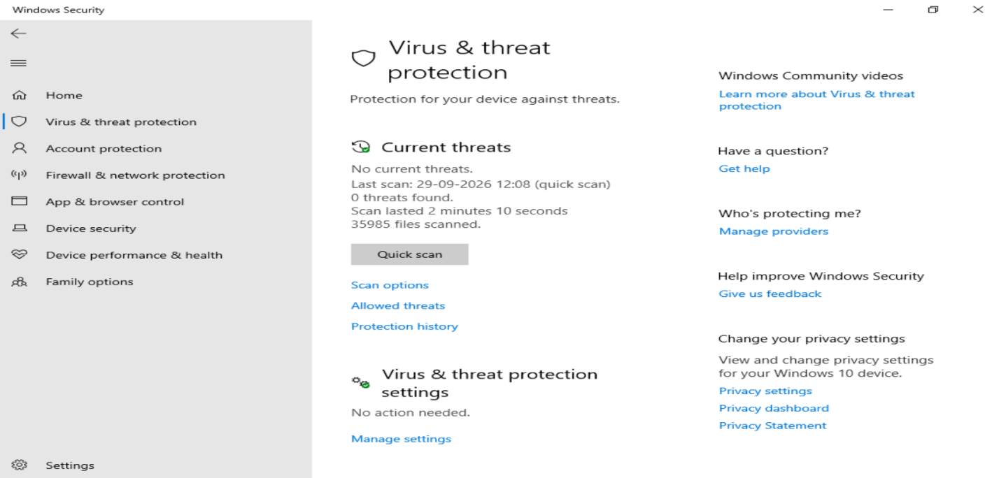 Windows Security
Home
Virus & threat protection
Account protection
Firewall & network protection
App & browser control
Device security
Device performance & health
Family options
Settings
Virus & threat
protection
Protection for your device against threats.
Current threats
No current threats.
Last scan: 29-09-2026 12:08 (quick scan)
0 threats found.
Scan lasted 2 minutes 10 seconds
35985 files scanned.
Quick scan
Scan options
Allowed threats
Protection history
Virus & threat protection
settings
No action needed.
Manage settings
Windows Community videos
Learn more about Virus & threat
protection
Have a question?
Get help
Who's protecting me?
Manage providers
Help improve Windows Security
Give us feedback
Change your privacy settings
View and change privacy settings
for your Windows 10 device.
Privacy settings
Privacy dashboard
Privacy Statement